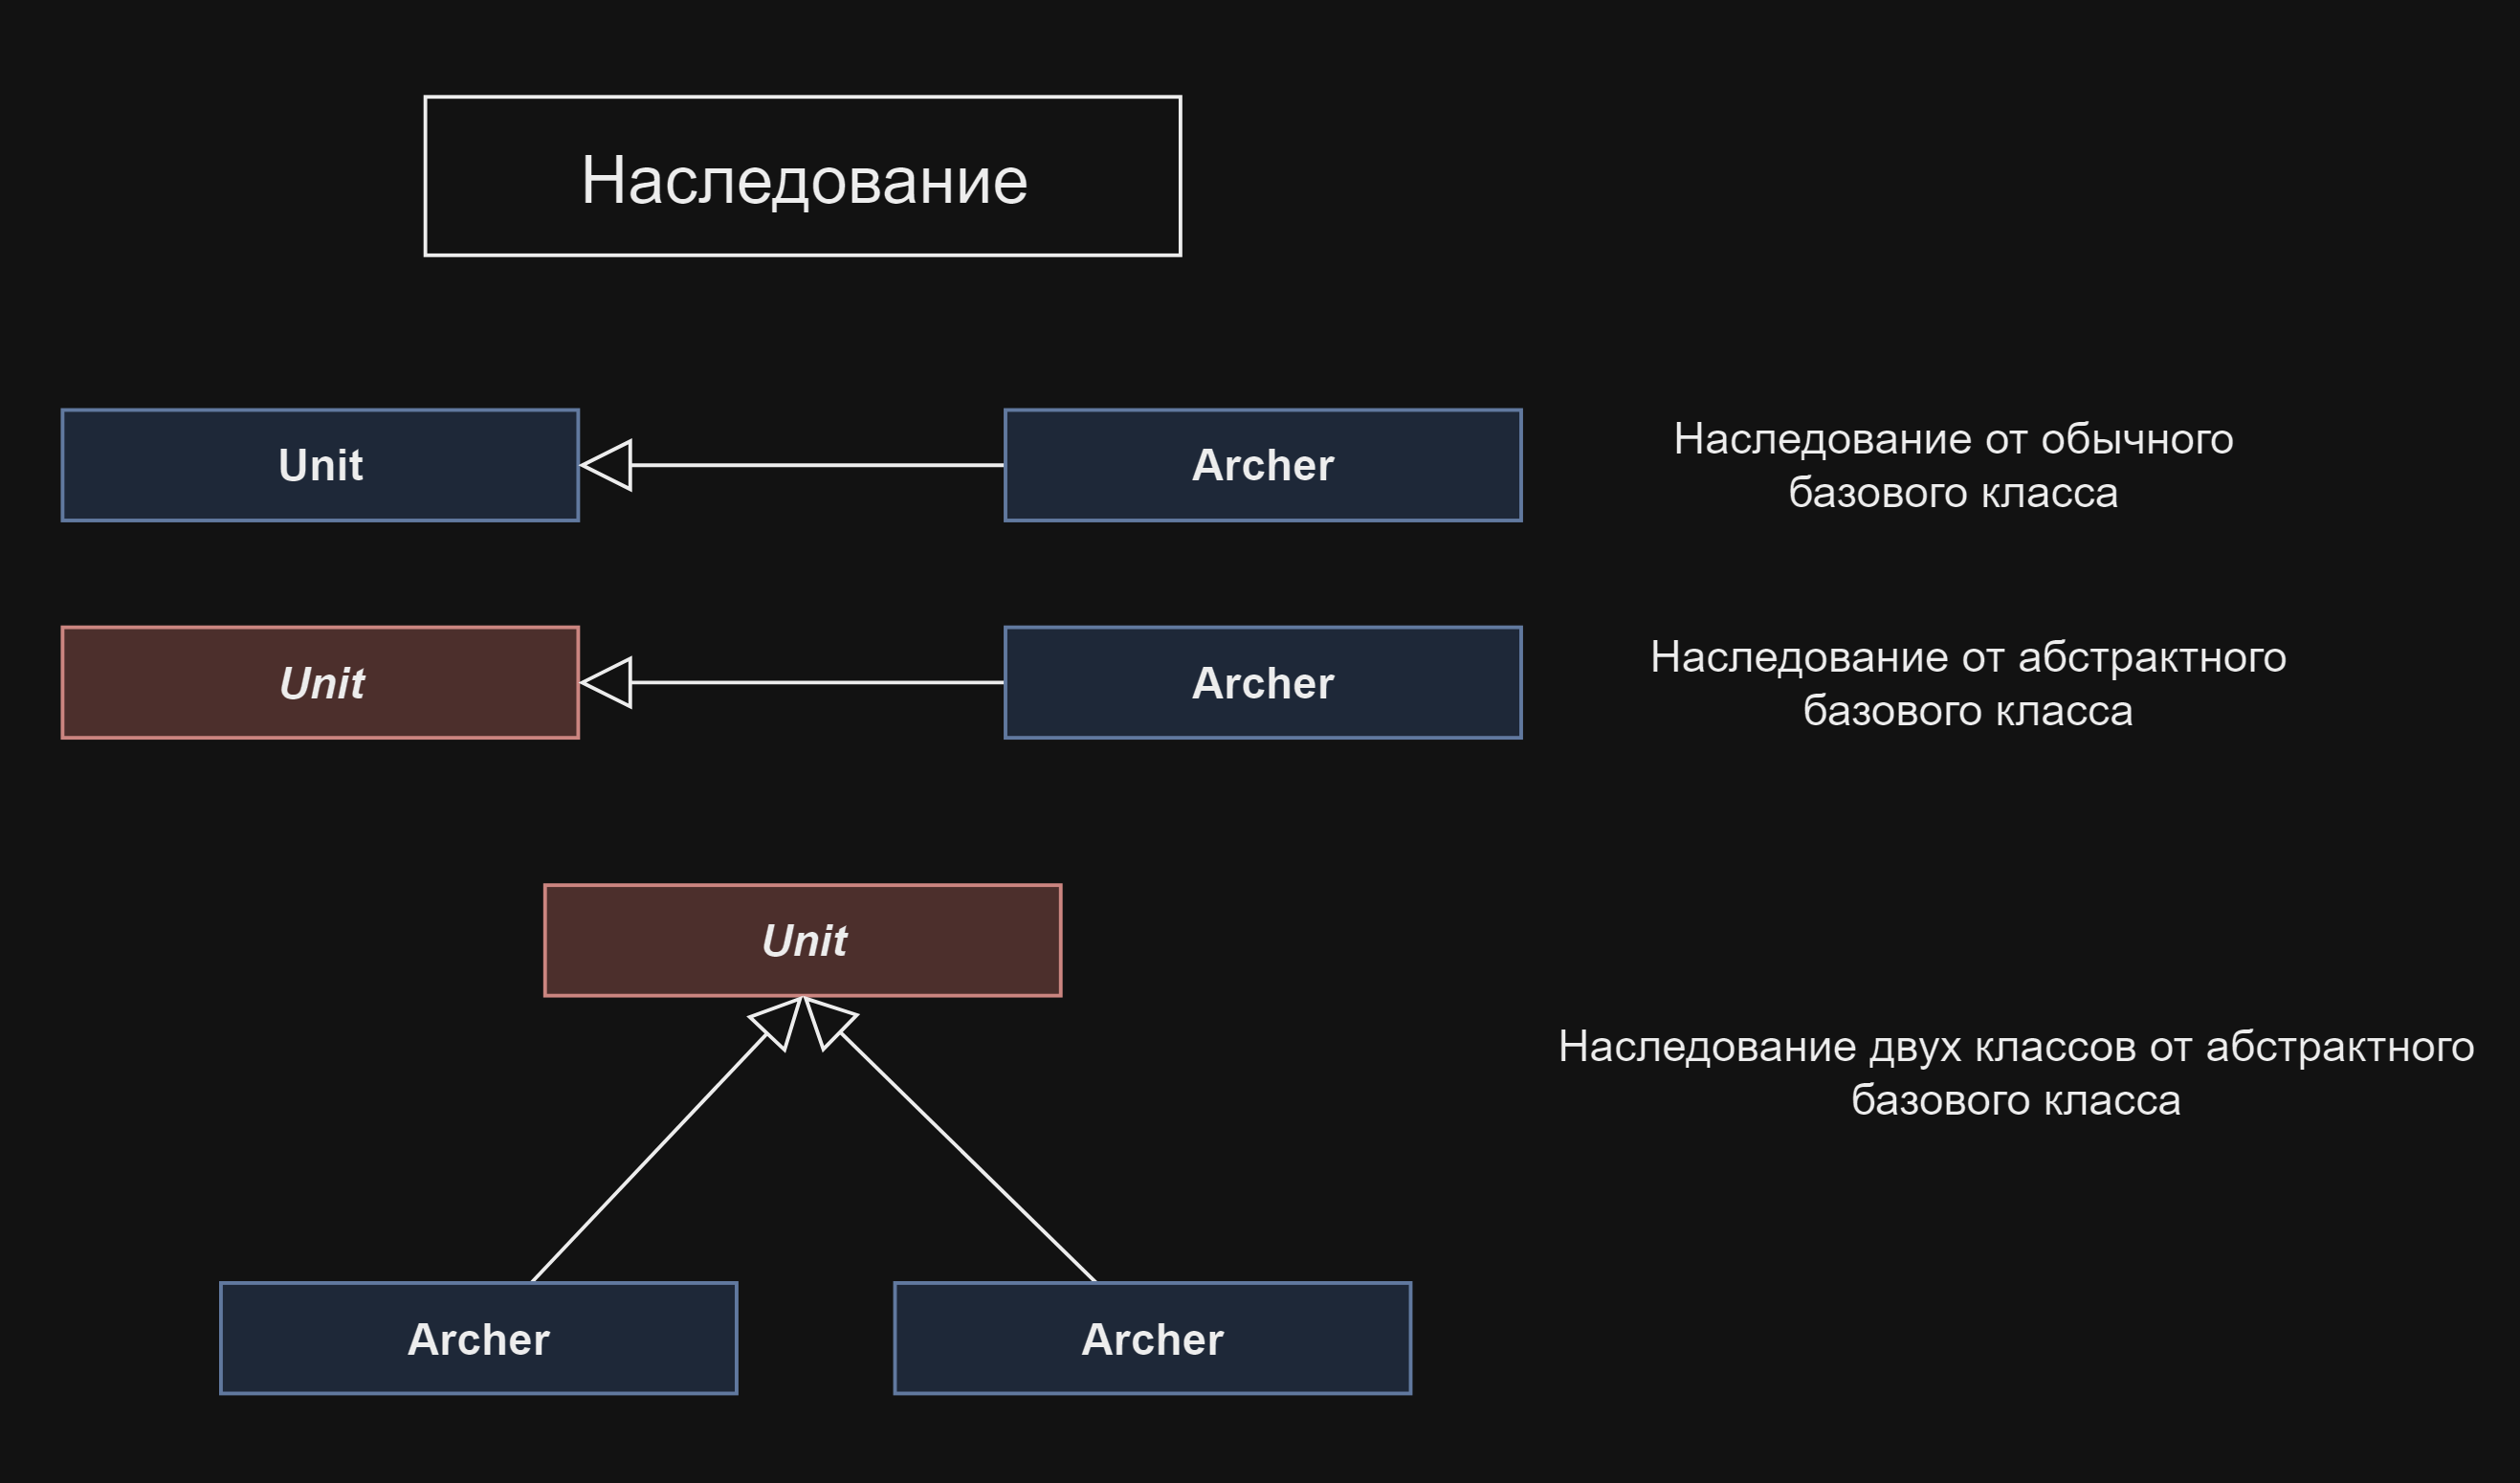 Наследование
Unit
Archer
Наследование от обычного
базового класса
Unit
Archer
Наследование от абстрактного
базового класса
Unit
Наследование двух классов от абстрактного
базового класса
Archer
Archer